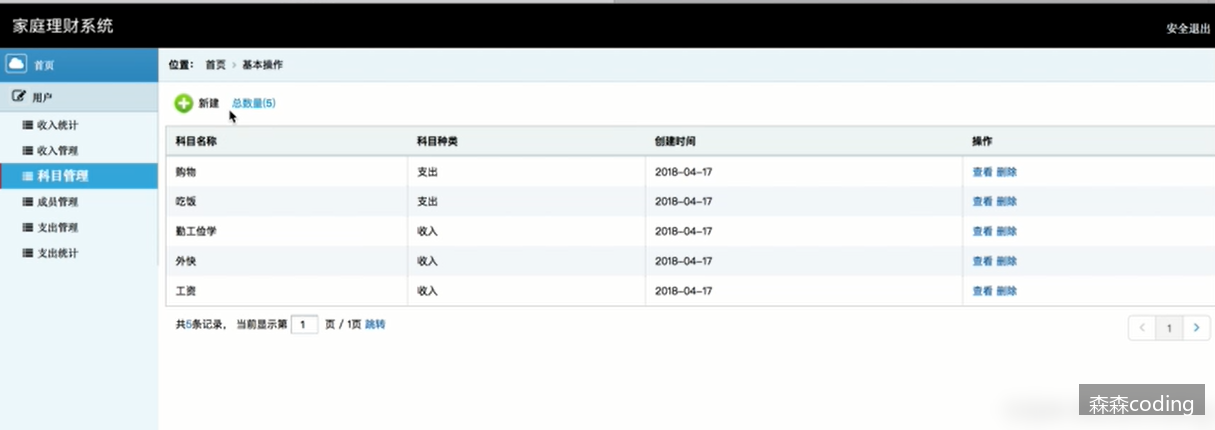 家庭理财系统
安全退出
首页
位置： 首页 > 基本操作
用户
新建 总数量(5)
收入统计
收入管理
科目管理
成员管理
支出管理
支出统计
科目名称 科目种类 创建时间 操作
购物 支出 2018-04-17 查看 删除
吃饭 支出 2018-04-17 查看 删除
勤工俭学 收入 2018-04-17 查看 删除
外快 收入 2018-04-17 查看 删除
工资 收入 2018-04-17 查看 删除
共5条记录， 当前显示第 1 页 / 1页 跳转
< 1 >
森森coding